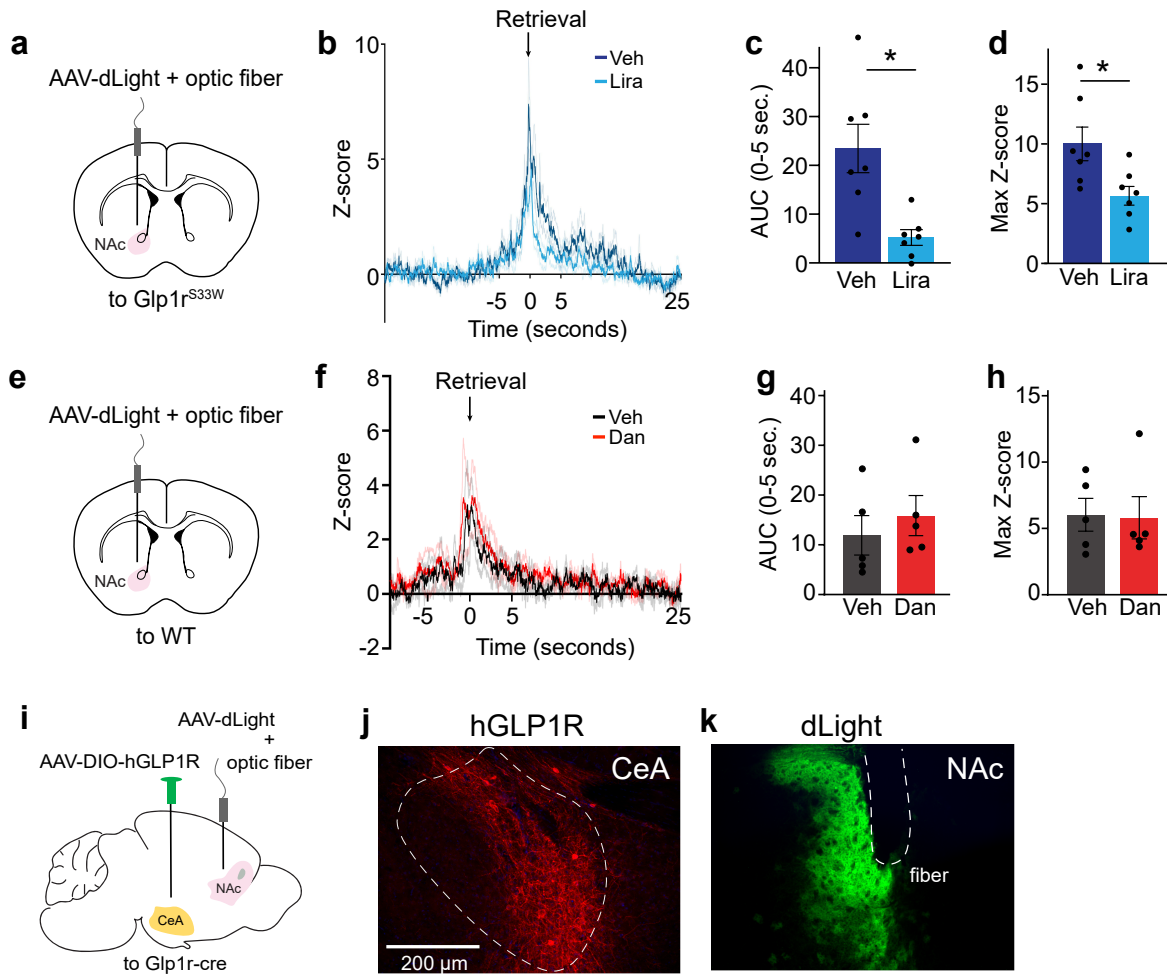 a
AAV-dLight + optic fiber
NAc
to Glp1r^S33W
b
Retrieval
Veh
Lira
Z-score
10
5
0
-5 0 5 25
Time (seconds)
c
AUC (0-5 sec.)
40
30
20
10
0
*
Veh Lira
d
Max Z-score
15
10
5
0
*
Veh Lira
e
AAV-dLight + optic fiber
NAc
to WT
f
Retrieval
Veh
Dan
Z-score
8
6
4
2
0
-2
-5 0 5 25
Time (seconds)
g
AUC (0-5 sec.)
40
30
20
10
0
Veh Dan
h
Max Z-score
15
10
5
0
Veh Dan
i
AAV-dLight
+
optic fiber
AAV-DIO-hGLP1R
NAc
CeA
to Glp1r-cre
j
hGLP1R
CeA
200 µm
k
dLight
NAc
fiber